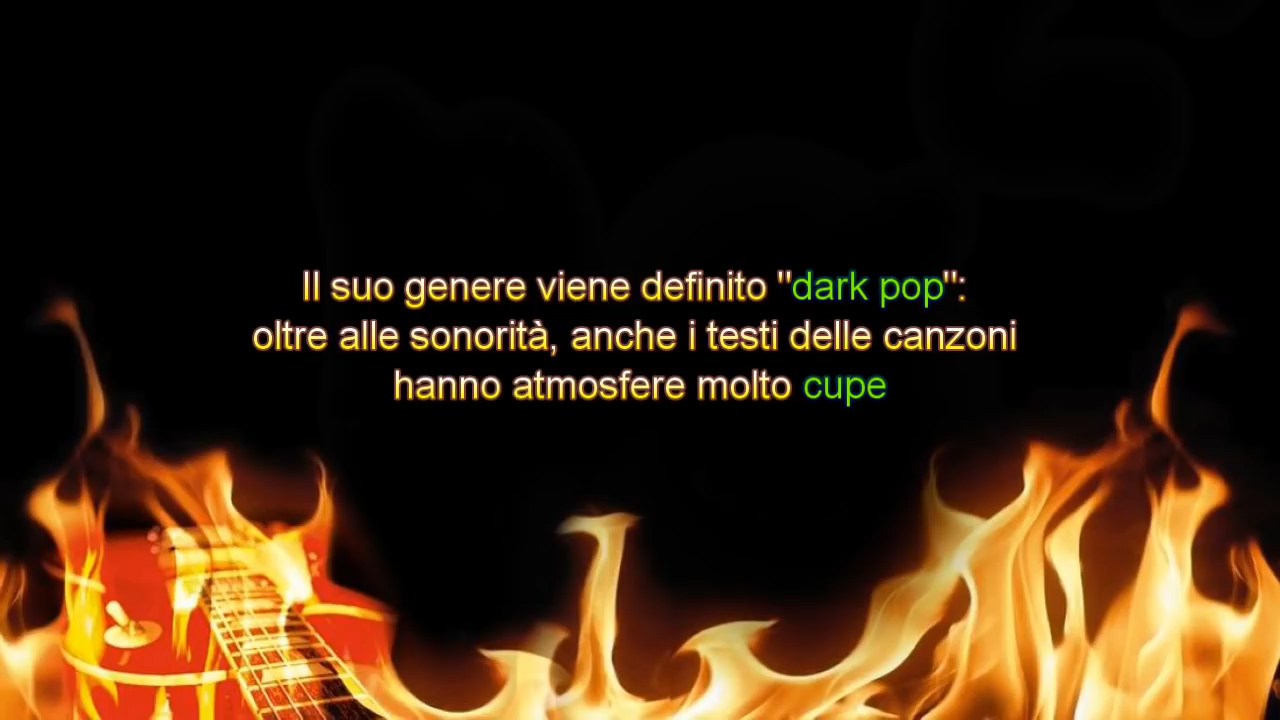 Il suo genere viene definito "dark pop":
oltre alle sonorità, anche i testi delle canzoni
hanno atmosfere molto cupe